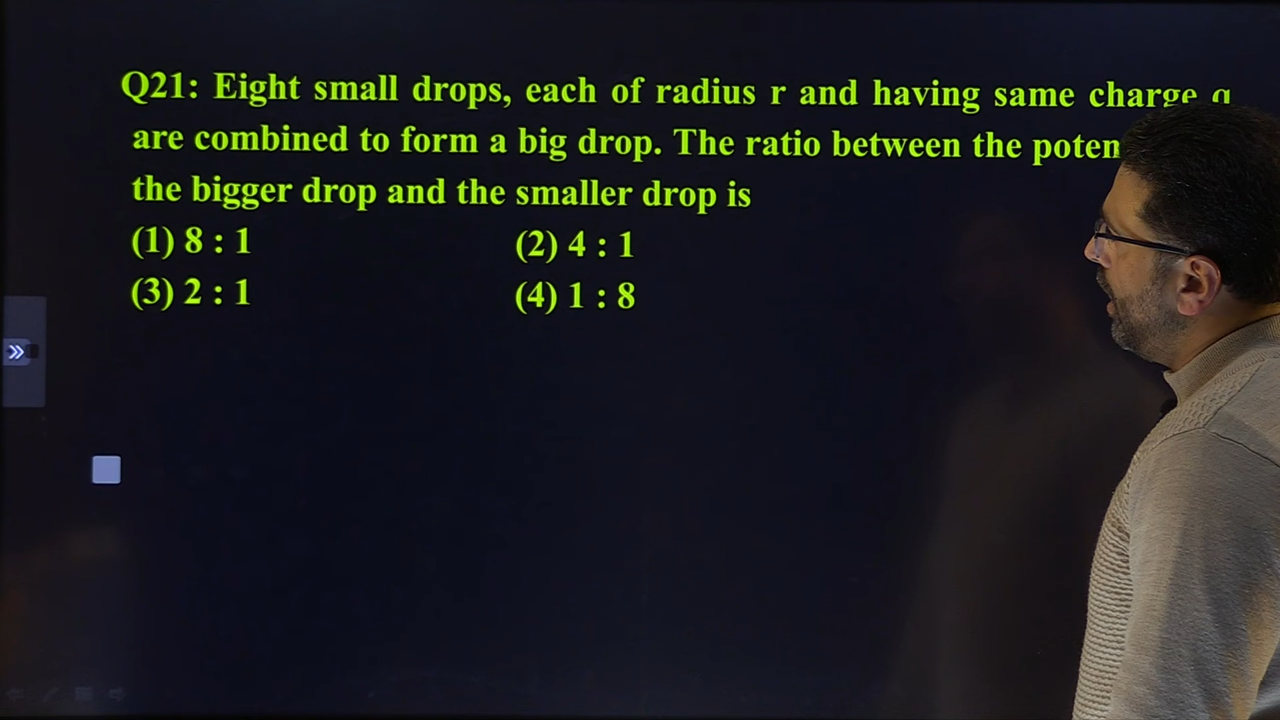 Q21: Eight small drops, each of radius r and having same charge q
are combined to form a big drop. The ratio between the
the bigger drop and the smaller drop is
(1) 8 : 1 (2) 4 : 1
(3) 2 : 1 (4) 1 : 8